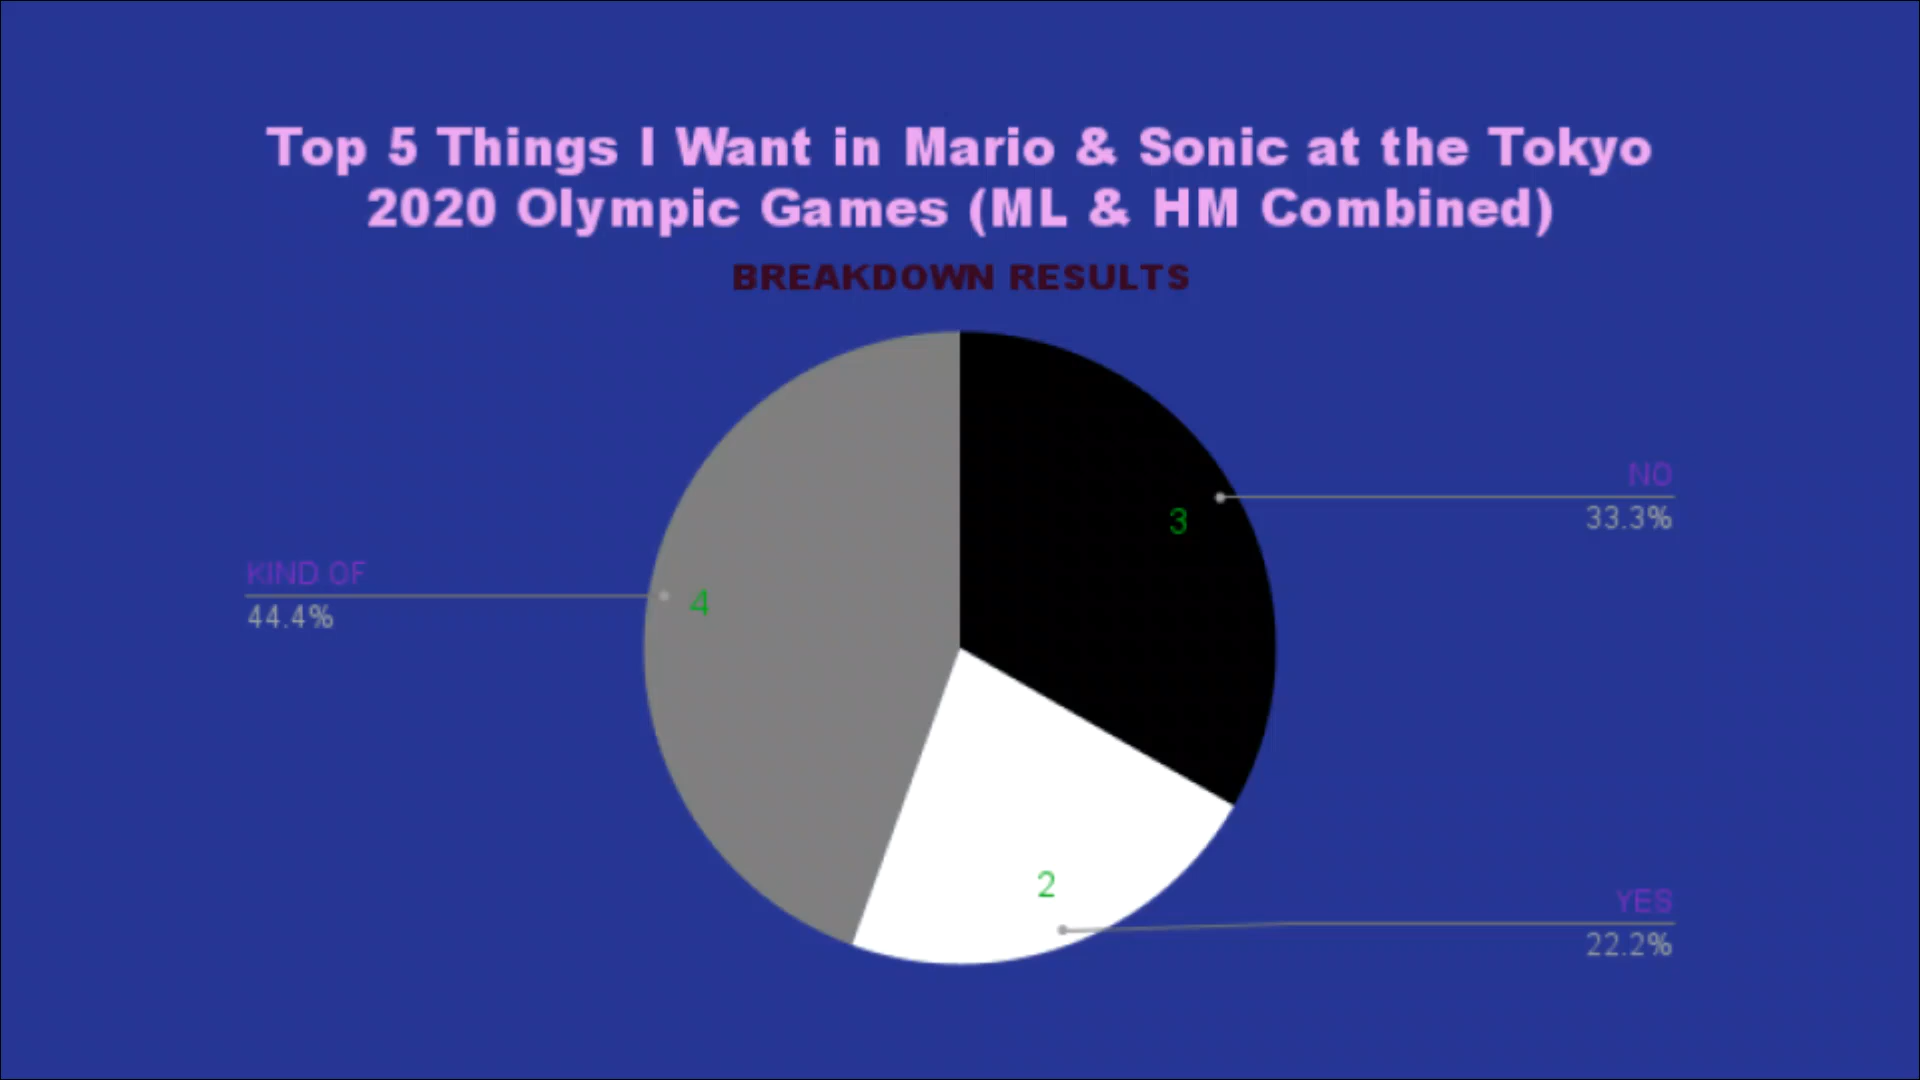 Top 5 Things I Want in Mario & Sonic at the Tokyo
2020 Olympic Games (ML & HM Combined)
BREAKDOWN RESULTS
NO
33.3%
3
KIND OF
44.4%
4
2
YES
22.2%